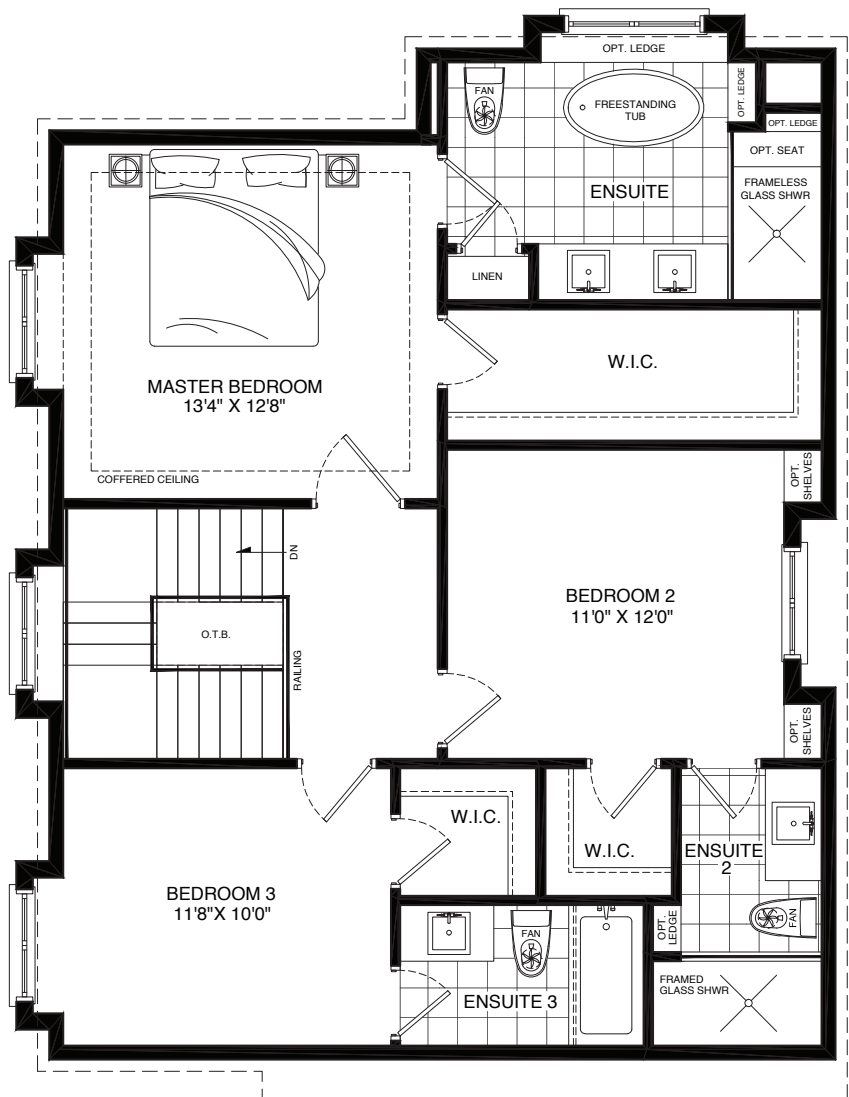 OPT. LEDGE
FAN
FREESTANDING
TUB
OPT. LEDGE
OPT. LEDGE
OPT. SEAT
ENSUITE
FRAMELESS
GLASS SHWR
LINEN
W.I.C.
MASTER BEDROOM
13'4" X 12'8"
COFFERED CEILING
OPT.
SHELVES
DN
BEDROOM 2
11'0" X 12'0"
O.T.B.
RAILING
OPT.
SHELVES
W.I.C.
W.I.C.
ENSUITE
2
BEDROOM 3
11'8"X 10'0"
FAN
OPT.
LEDGE
FAN
ENSUITE 3
FRAMED
GLASS SHWR